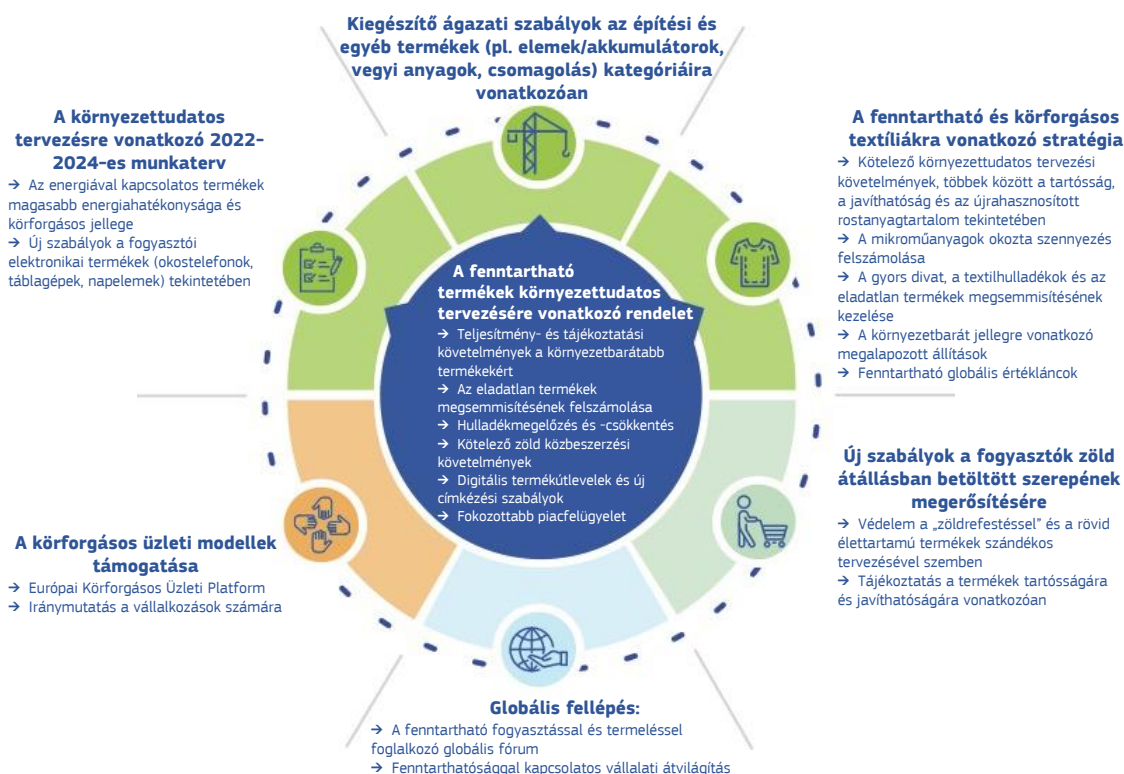 Kiegészítő ágazati szabályok az építési és
egyéb termékek (pl. elemek/akkumulátorok,
vegyi anyagok, csomagolás) kategóriáira
vonatkozóan
A környezettudatos
tervezésre vonatkozó 2022–
2024-es munkaterv
→ Az energiával kapcsolatos termékek
magasabb energiahatékonysága és
körforgásos jellege
→ Új szabályok a fogyasztói
elektronikai termékek (okostelefonok,
táblagépek, napelemek) tekintetében
A fenntartható és körforgásos
textíliákra vonatkozó stratégia
→ Kötelező környezettudatos tervezési
követelmények, többek között a tartósság,
a javíthatóság és az újrahasznosított
rostanyagtartalom tekintetében
→ A mikroműanyagok okozta szennyezés
felszámolása
→ A gyors divat, a textilhulladékok és az
eladatlan termékek megsemmisítésének
kezelése
→ A környezetbarát jellegre vonatkozó
megalapozott állítások
→ Fenntartható globális értékláncok
A fenntartható
termékek környezettudatos
tervezésére vonatkozó rendelet
→ Teljesítmény- és tájékoztatási
követelmények a környezetbarátabb
termékekért
→ Az eladatlan termékek
megsemmisítésének felszámolása
→ Hulladékmegelőzés és -csökkentés
→ Kötelező zöld közbeszerzési
követelmények
→ Digitális termékútlevelek és új
címkézési szabályok
→ Fokozottabb piacfelügyelet
Új szabályok a fogyasztók zöld
átállásban betöltött szerepének
megerősítésére
→ Védelem a „zöldrefestéssel” és a rövid
élettartamú termékek szándékos
tervezésével szemben
→ Tájékoztatás a termékek tartósságára
és javíthatóságára vonatkozóan
A körforgásos üzleti modellek
támogatása
→ Európai Körforgásos Üzleti Platform
→ Iránymutatás a vállalkozások számára
Globális fellépés:
→ A fenntartható fogyasztással és termeléssel
foglalkozó globális fórum
→ Fenntarthatósággal kapcsolatos vállalati átvilágítás